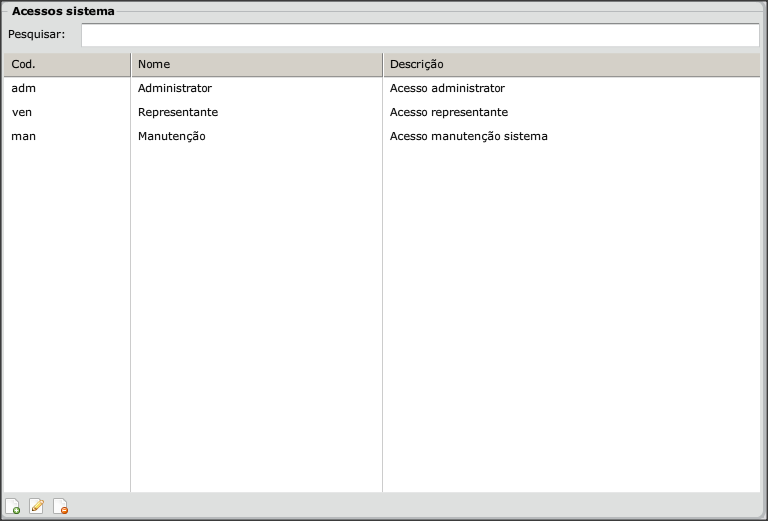 Acessos sistema
Pesquisar:
Cod. Nome Descrição
adm Administrator Acesso administrator
ven Representante Acesso representante
man Manutenção Acesso manutenção sistema